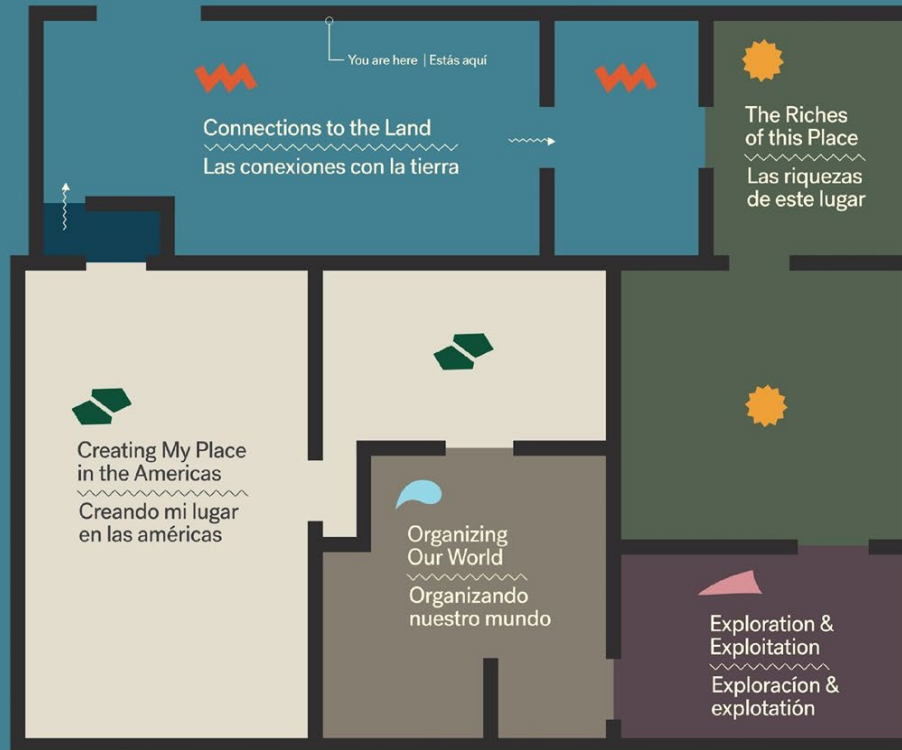 You are here | Estás aquí
Connections to the Land
Las conexiones con la tierra
The Riches
of this Place
Las riquezas
de este lugar
Creating My Place
in the Americas
Creando mi lugar
en las américas
Organizing
Our World
Organizando
nuestro mundo
Exploration &
Exploitation
Exploracíon &
explotatión